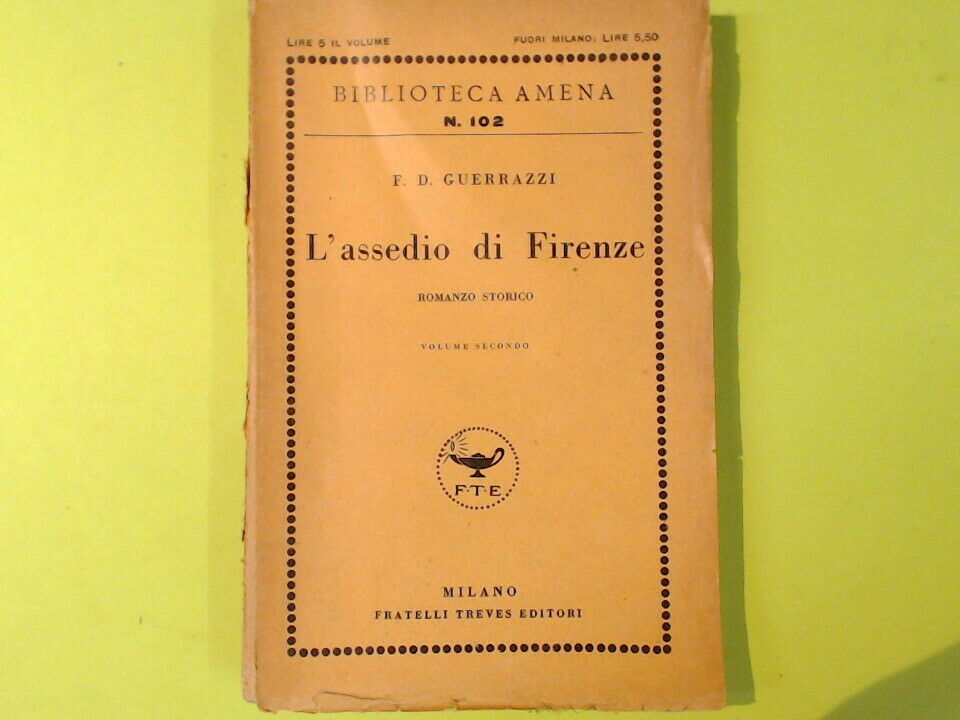 LIRE 5 IL VOLUME FUORI MILANO: LIRE 5,50
BIBLIOTECA AMENA
N. 102
F. D. GUERRAZZI
L'assedio di Firenze
ROMANZO STORICO
VOLUME SECONDO
F·T·E
MILANO
FRATELLI TREVES EDITORI